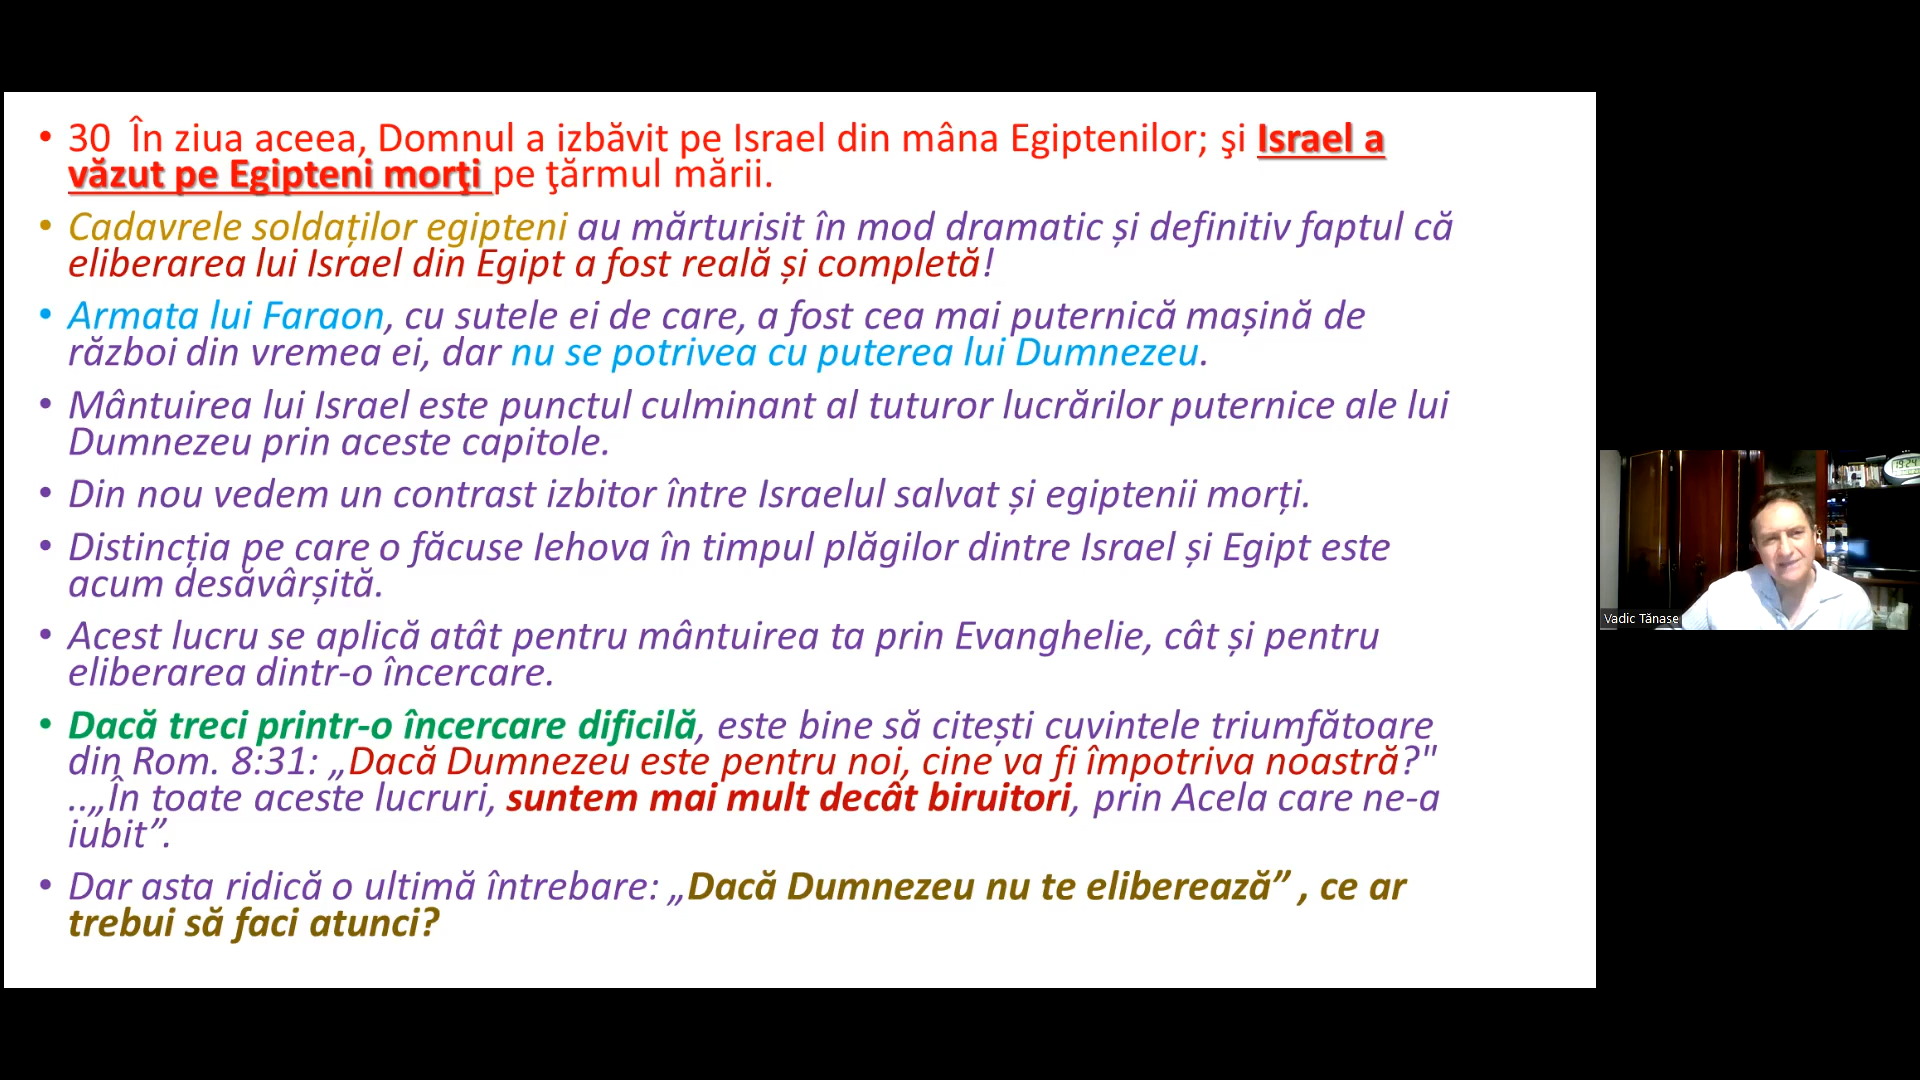 • 30 În ziua aceea, Domnul a izbăvit pe Israel din mâna Egiptenilor; şi Israel a
văzut pe Egipteni morţi pe ţărmul mării.
• Cadavrele soldaților egipteni au mărturisit în mod dramatic și definitiv faptul că
eliberarea lui Israel din Egipt a fost reală și completă!
• Armata lui Faraon, cu sutele ei de care, a fost cea mai puternică mașină de
război din vremea ei, dar nu se potrivea cu puterea lui Dumnezeu.
• Mântuirea lui Israel este punctul culminant al tuturor lucrărilor puternice ale lui
Dumnezeu prin aceste capitole.
• Din nou vedem un contrast izbitor între Israelul salvat și egiptenii morți.
• Distincția pe care o făcuse Iehova în timpul plăgilor dintre Israel și Egipt este
acum desăvârșită.
• Acest lucru se aplică atât pentru mântuirea ta prin Evanghelie, cât și pentru
eliberarea dintr-o încercare.
• Dacă treci printr-o încercare dificilă, este bine să citești cuvintele triumfătoare
din Rom. 8:31: „Dacă Dumnezeu este pentru noi, cine va fi împotriva noastră?"
..„În toate aceste lucruri, suntem mai mult decât biruitori, prin Acela care ne-a
iubit”.
• Dar asta ridică o ultimă întrebare: „Dacă Dumnezeu nu te eliberează” , ce ar
trebui să faci atunci?
Vadic Tănase